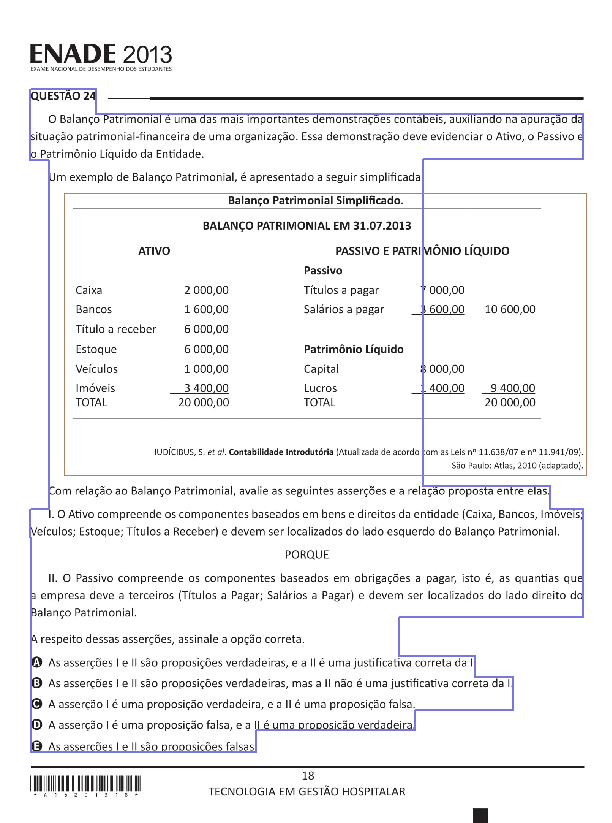 ENADE 2013
EXAME NACIONAL DE DESEMPENHO DOS ESTUDANTES
QUESTÃO 24
O Balanço Patrimonial é uma das mais importantes demonstrações contábeis, auxiliando na apuração da
situação patrimonial-financeira de uma organização. Essa demonstração deve evidenciar o Ativo, o Passivo e
o Patrimônio Líquido da Entidade.
Um exemplo de Balanço Patrimonial, é apresentado a seguir simplificada
Balanço Patrimonial Simplificado.
BALANÇO PATRIMONIAL EM 31.07.2013
ATIVO PASSIVO E PATRIMÔNIO LÍQUIDO
Passivo
Caixa 2 000,00 Títulos a pagar 7 000,00
Bancos 1 600,00 Salários a pagar 3 600,00 10 600,00
Título a receber 6 000,00
Estoque 6 000,00 Patrimônio Líquido
Veículos 1 000,00 Capital 8 000,00
Imóveis 3 400,00 Lucros 1 400,00 9 400,00
TOTAL 20 000,00 TOTAL 20 000,00
IUDÍCIBUS, S. et al. Contabilidade Introdutória (Atualizada de acordo com as Leis nº 11.638/07 e nº 11.941/09).
São Paulo: Atlas, 2010 (adaptado).
Com relação ao Balanço Patrimonial, avalie as seguintes asserções e a relação proposta entre elas.
I. O Ativo compreende os componentes baseados em bens e direitos da entidade (Caixa, Bancos, Imóveis;
Veículos; Estoque; Títulos a Receber) e devem ser localizados do lado esquerdo do Balanço Patrimonial.
PORQUE
II. O Passivo compreende os componentes baseados em obrigações a pagar, isto é, as quantias que
a empresa deve a terceiros (Títulos a Pagar; Salários a Pagar) e devem ser localizados do lado direito do
Balanço Patrimonial.
A respeito dessas asserções, assinale a opção correta.
A As asserções I e II são proposições verdadeiras, e a II é uma justificativa correta da I.
B As asserções I e II são proposições verdadeiras, mas a II não é uma justificativa correta da I.
C A asserção I é uma proposição verdadeira, e a II é uma proposição falsa.
D A asserção I é uma proposição falsa, e a II é uma proposição verdadeira.
E As asserções I e II são proposições falsas.
18
TECNOLOGIA EM GESTÃO HOSPITALAR